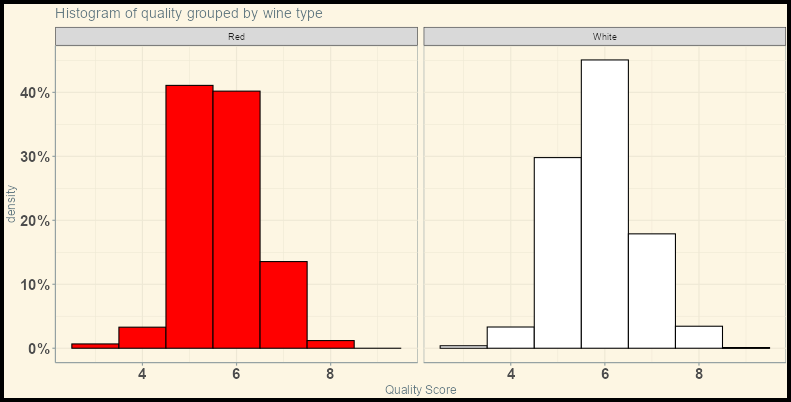 Histogram of quality grouped by wine type
Red
White
density
40%
30%
20%
10%
0%
4 6 8
4 6 8
Quality Score